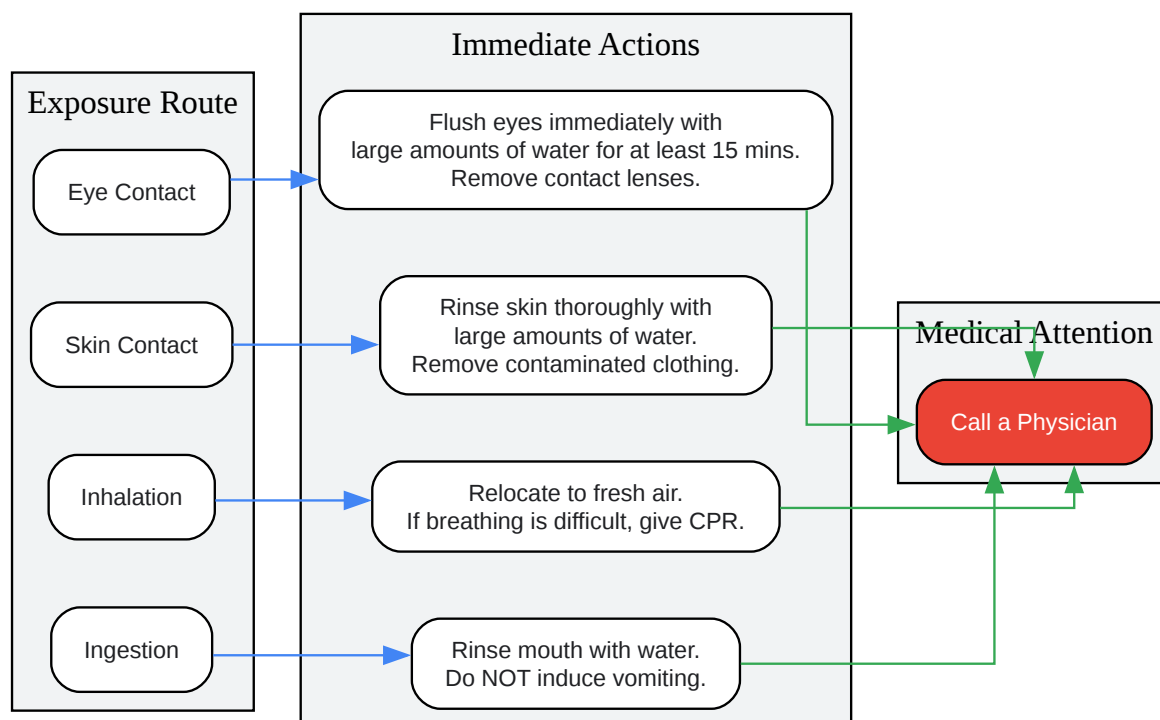 Immediate Actions
Exposure Route
Flush eyes immediately with
large amounts of water for at least 15 mins.
Remove contact lenses.
Eye Contact
Rinse skin thoroughly with
large amounts of water.
Remove contaminated clothing.
Skin Contact
Medical Attention
Call a Physician
Inhalation
Relocate to fresh air.
If breathing is difficult, give CPR.
Ingestion
Rinse mouth with water.
Do NOT induce vomiting.